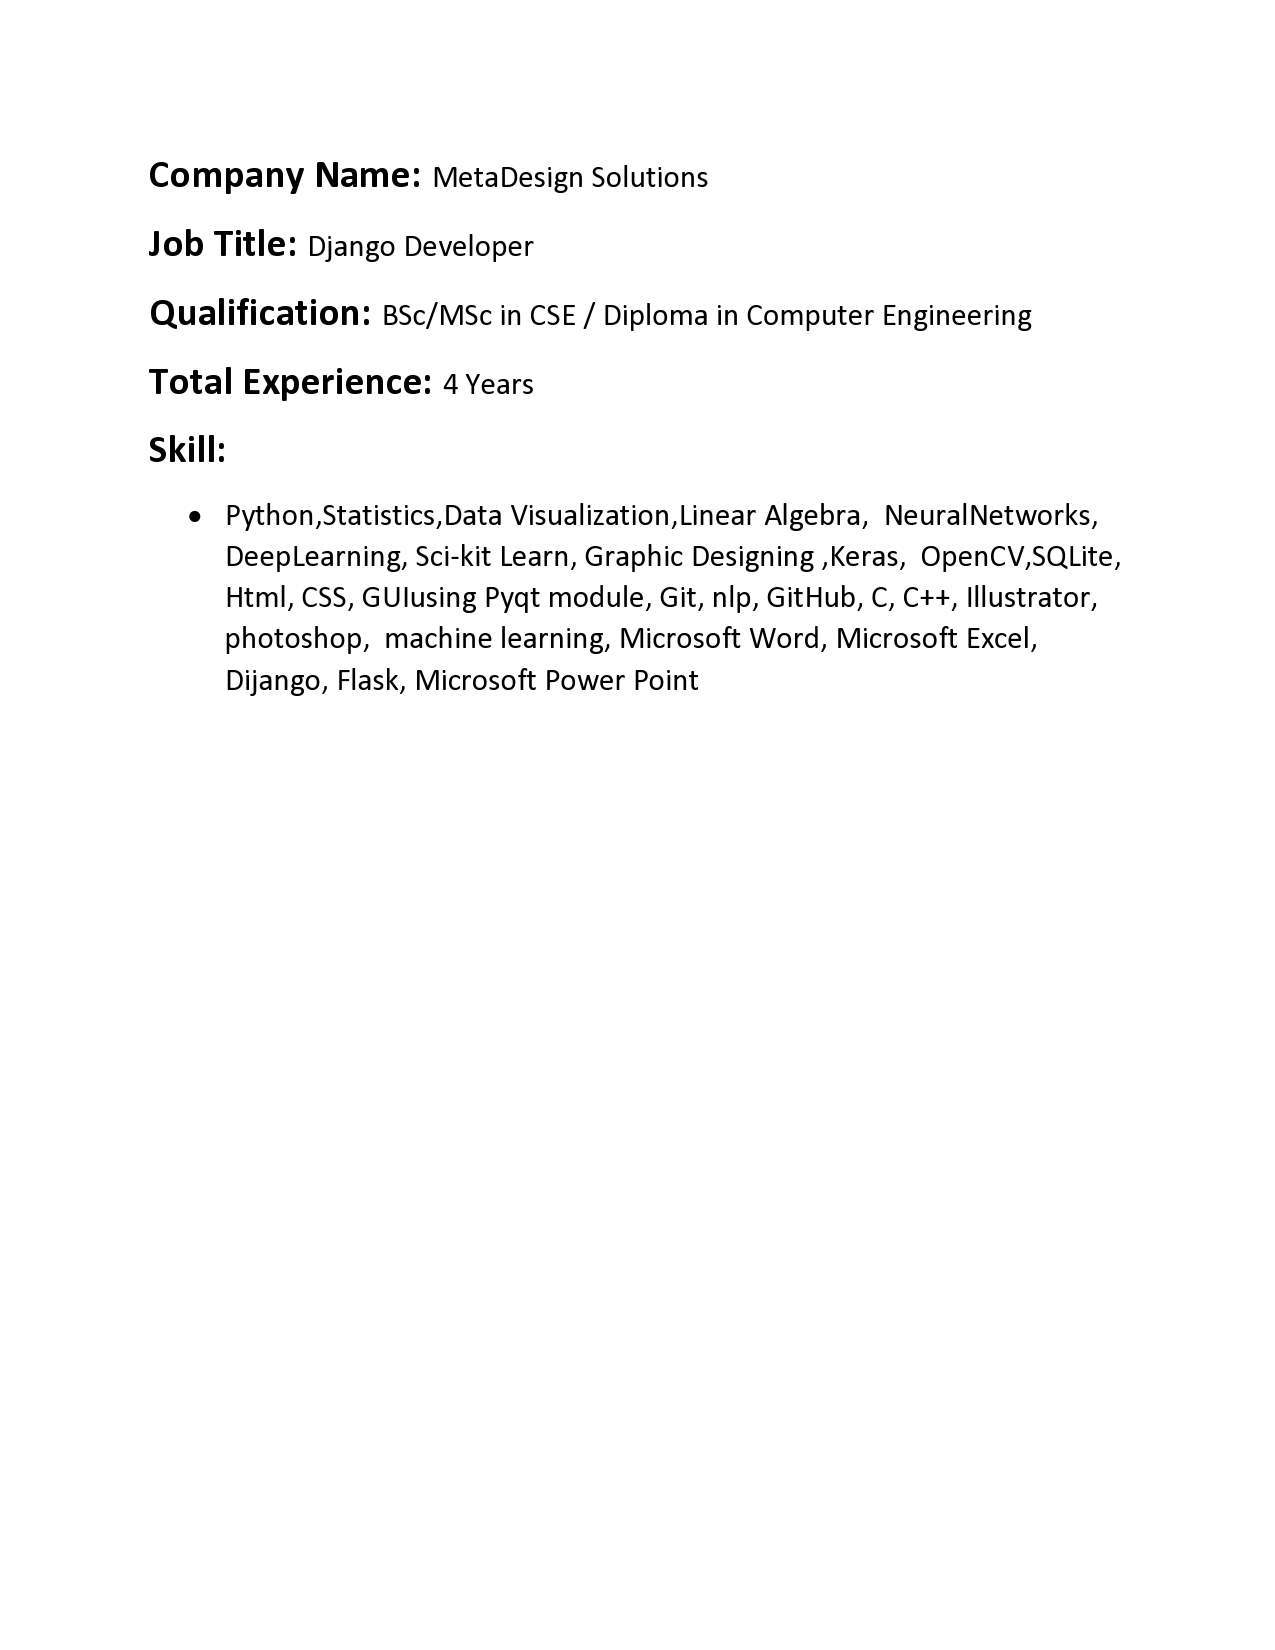 Company Name: MetaDesign Solutions
Job Title: Django Developer
Qualification: BSc/MSc in CSE / Diploma in Computer Engineering
Total Experience: 4 Years
Skill:
• Python,Statistics,Data Visualization,Linear Algebra,  NeuralNetworks,
DeepLearning, Sci-kit Learn, Graphic Designing ,Keras,  OpenCV,SQLite,
Html, CSS, GUIusing Pyqt module, Git, nlp, GitHub, C, C++, Illustrator,
photoshop,  machine learning, Microsoft Word, Microsoft Excel,
Dijango, Flask, Microsoft Power Point